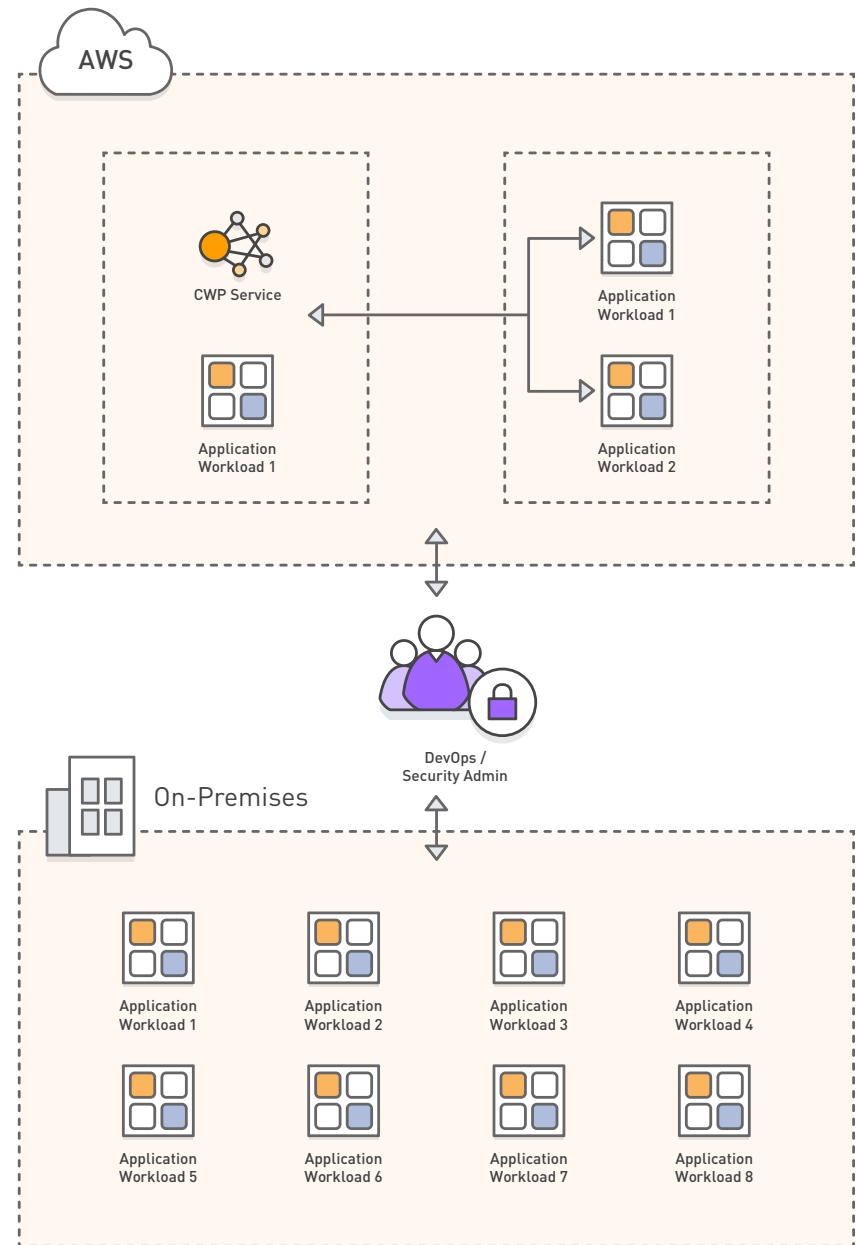 AWS
CWP Service
Application
Workload 1
Application
Workload 1
Application
Workload 2
DevOps /
Security Admin
On-Premises
Application
Workload 1
Application
Workload 2
Application
Workload 3
Application
Workload 4
Application
Workload 5
Application
Workload 6
Application
Workload 7
Application
Workload 8